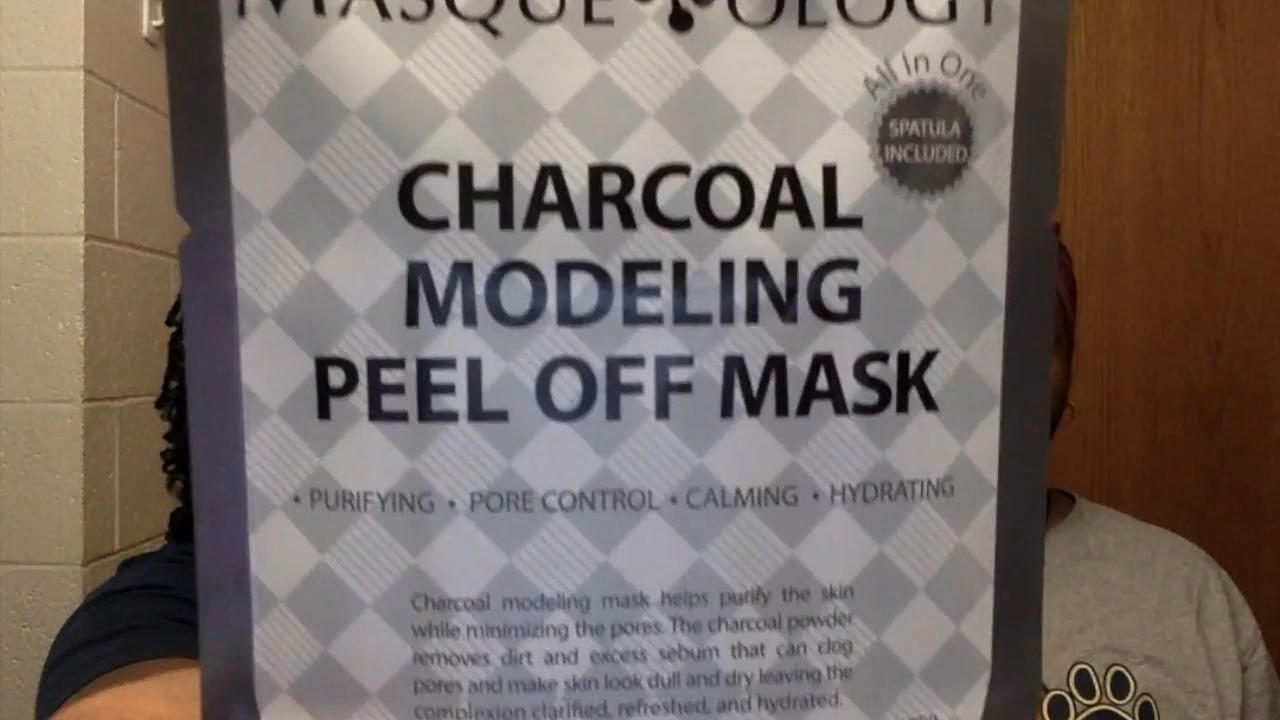 MASQUE OLOGY
All In One
SPATULA
INCLUDED
CHARCOAL
MODELING
PEEL OFF MASK
• PURIFYING • PORE CONTROL • CALMING • HYDRATING
Charcoal modeling mask helps purify the skin
while minimizing the pores. The charcoal powder
removes dirt and excess sebum that can clog
pores and make skin look dull and dry leaving the
complexion clarified, refreshed, and hydrated.